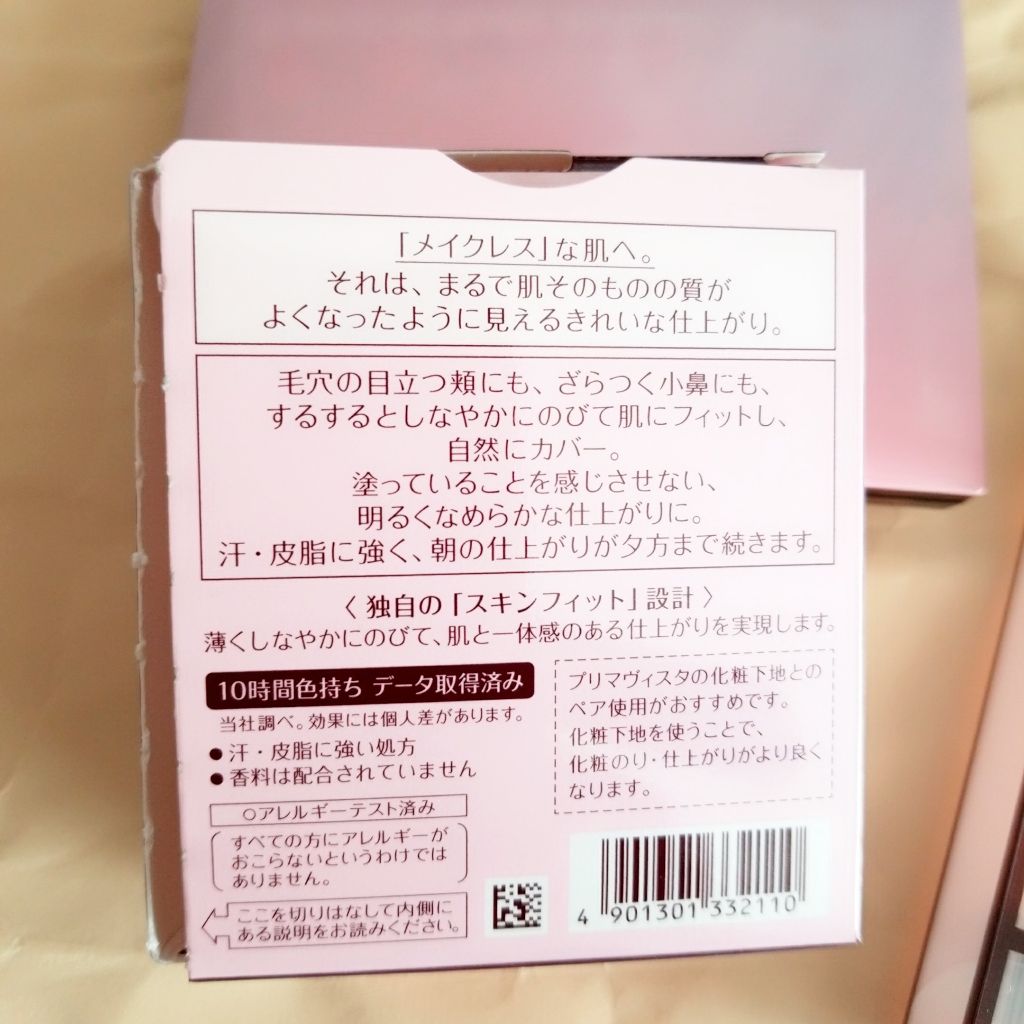 「メイクレス」な肌へ。
それは、まるで肌そのものの質が
よくなったように見えるきれいな仕上がり。
毛穴の目立つ頬にも、ざらつく小鼻にも、
するするとしなやかにのびて肌にフィットし、
自然にカバー。
塗っていることを感じさせない、
明るくなめらかな仕上がりに。
汗・皮脂に強く、朝の仕上がりが夕方まで続きます。
〈 独自の「スキンフィット」設計 〉
薄くしなやかにのびて、肌と一体感のある仕上がりを実現します。
10時間色持ち データ取得済み
当社調べ。効果には個人差があります。
●汗・皮脂に強い処方
●香料は配合されていません
○アレルギーテスト済み
すべての方にアレルギーが
おこらないというわけでは
ありません。
ここを切りはなして内側に
ある説明をお読みください。
プリマヴィスタの化粧下地との
ペア使用がおすすめです。
化粧下地を使うことで、
化粧のり・仕上がりがより良く
なります。
4 901301 332110